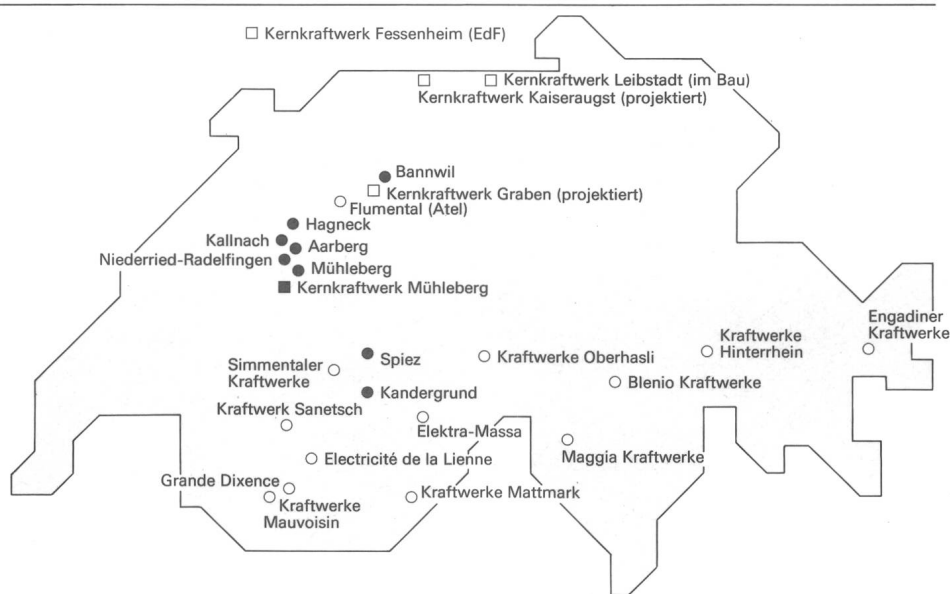 Kernkraftwerk Fessenheim (EdF)
Kernkraftwerk Leibstadt (im Bau)
Kernkraftwerk Kaiseraugst (projektiert)
Bannwil
Kernkraftwerk Graben (projektiert)
Flumental (Atel)
Hagneck
Kallnach
Aarberg
Niederried-Radelfingen
Mühleberg
Kernkraftwerk Mühleberg
Engadiner
Kraftwerke
Kraftwerke
Hinterrhein
Spiez
Kraftwerke Oberhasli
Simmentaler
Kraftwerke
Blenio Kraftwerke
Kandergrund
Kraftwerk Sanetsch
Elektra-Massa
Maggia Kraftwerke
Electricité de la Lienne
Grande Dixence
Kraftwerke
Mauvoisin
Kraftwerke Mattmark